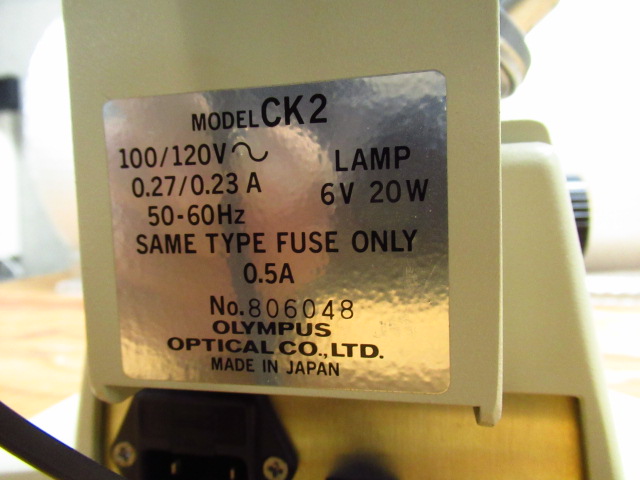 MODEL CK2
100/120V～ LAMP
0.27/0.23 A 6V 20W
50-60Hz
SAME TYPE FUSE ONLY
0.5A
No.806048
OLYMPUS
OPTICAL CO.,LTD.
MADE IN JAPAN